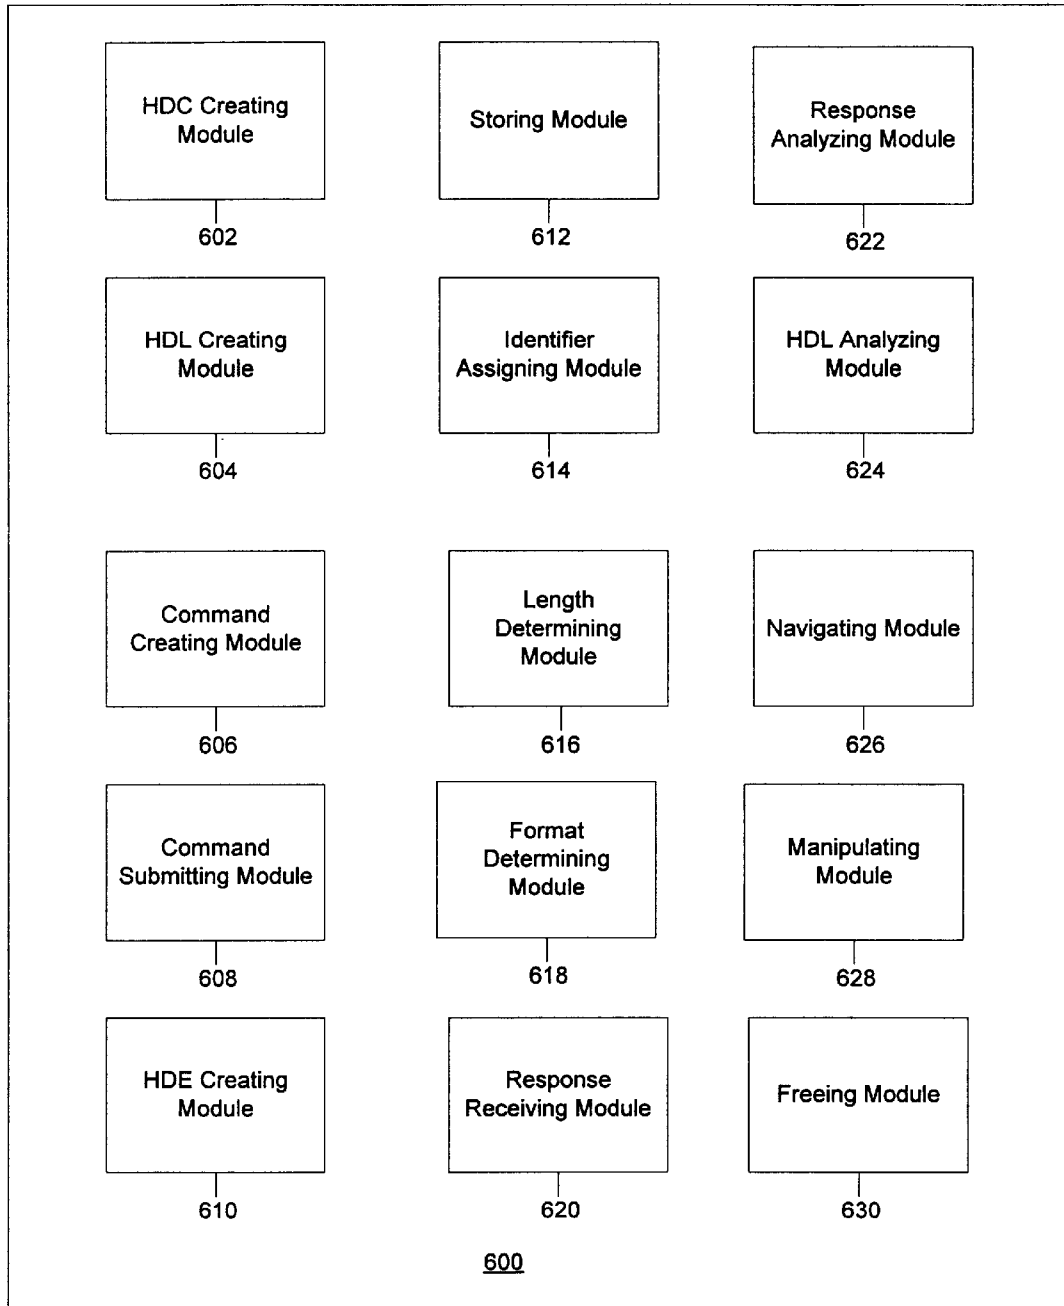 HDC Creating
Module
602
Storing Module
612
Response
Analyzing Module
622
HDL Creating
Module
604
Identifier
Assigning Module
614
HDL Analyzing
Module
624
Command
Creating Module
606
Length
Determining
Module
616
Navigating Module
626
Command
Submitting Module
608
Format
Determining
Module
618
Manipulating
Module
628
HDE Creating
Module
610
Response
Receiving Module
620
Freeing Module
630
600